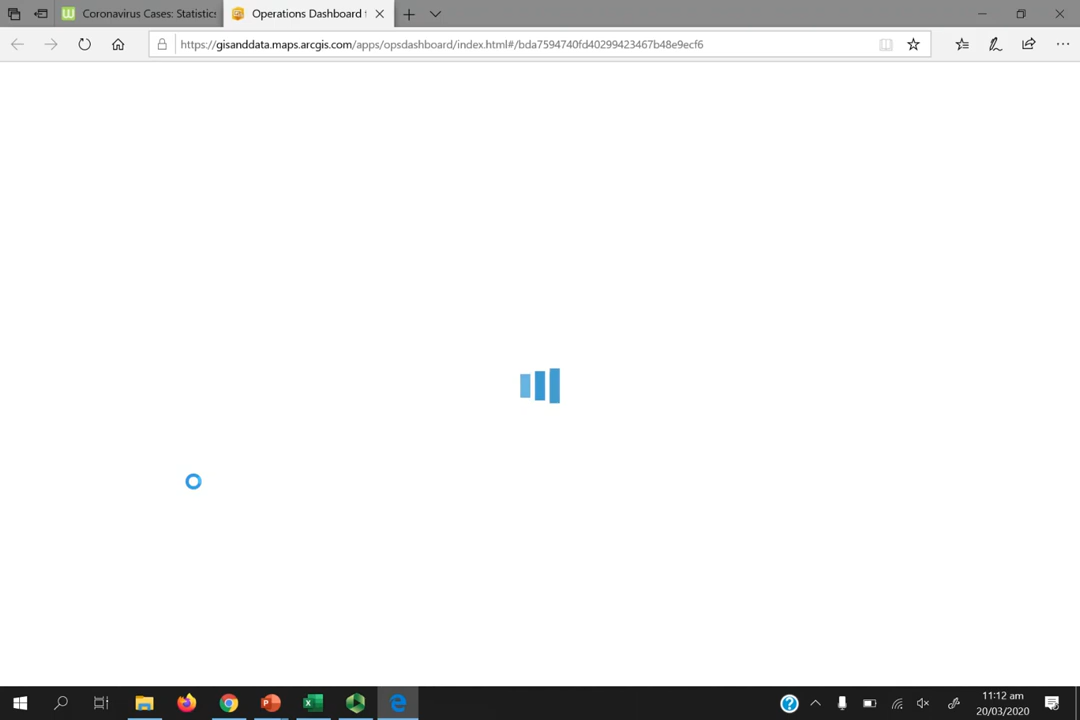 Coronavirus Cases: Statistics
Operations Dashboard f
https://gisanddata.maps.arcgis.com/apps/opsdashboard/index.html#/bda7594740fd40299423467b48e9ecf6
11:12 am
20/03/2020